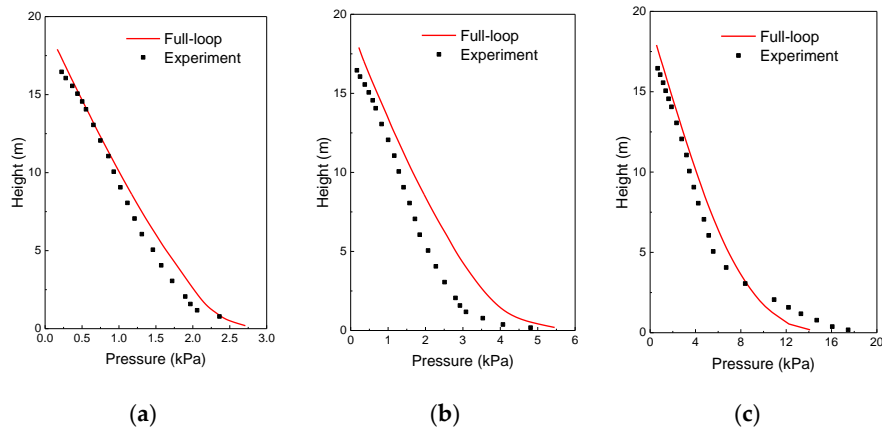 20
15
10
5
0
Height (m)
Full-loop
Experiment
0.0 0.5 1.0 1.5 2.0 2.5 3.0
Pressure (kPa)
(a)
20
15
10
5
0
Height (m)
Full-loop
Experiment
0 1 2 3 4 5 6
Pressure (kPa)
(b)
20
15
10
5
0
Height (m)
Full-loop
Experiment
0 4 8 12 16 20
Pressure (kPa)
(c)